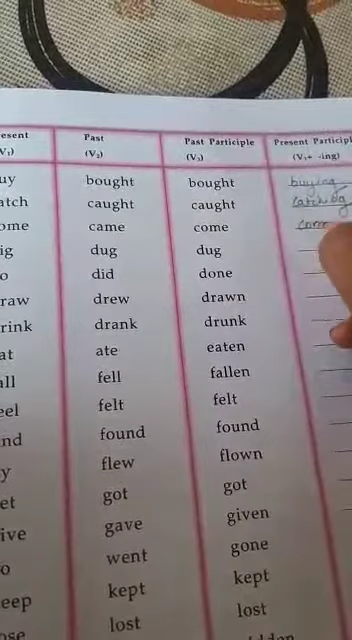 esent Past Past Participle Present Particip
V₁) (V₂) (V₃) (V₁+ -ing)
uy bought bought buying
atch caught caught catching
ome came come com
ig dug dug
o did done
raw drew drawn
rink drank drunk
at ate eaten
all fell fallen
eel felt felt
nd found found
y flew flown
et got got
ive gave given
o went gone
eep kept kept
ose lost lost